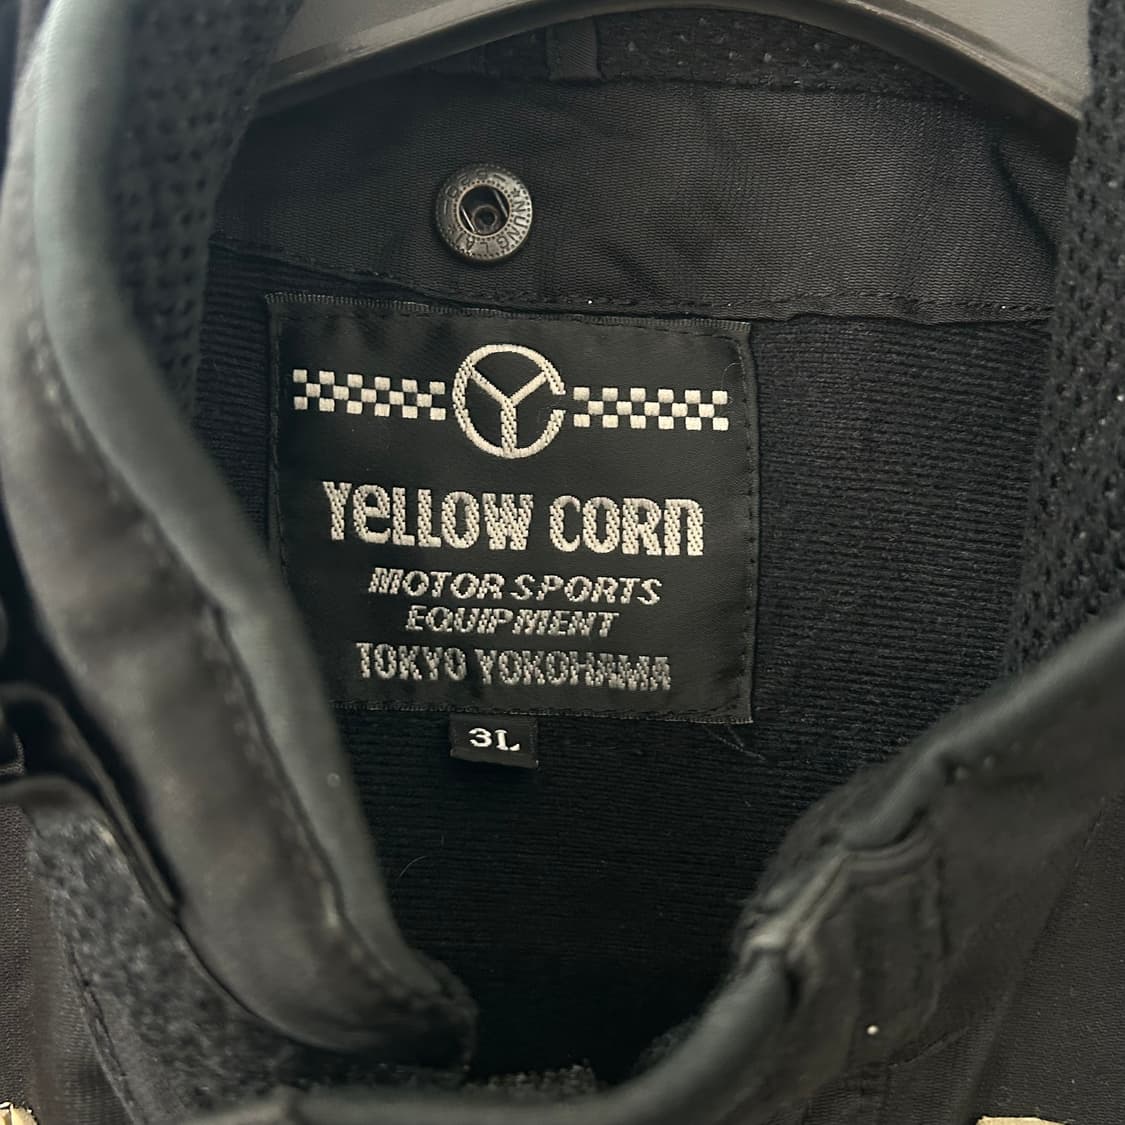 YeLLOW CORn
MOTOR SPORTS
EQUIPMENT
TOKYO YOKOHAMA
3L